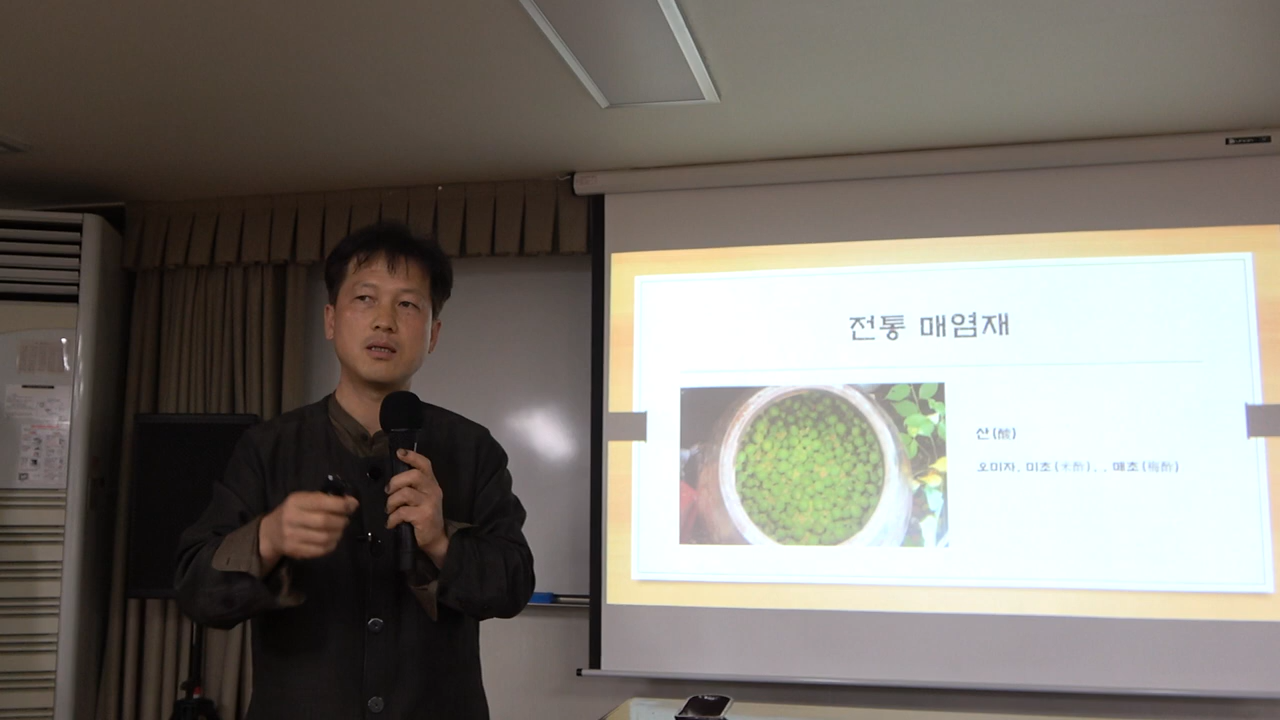 전통 매염재
산(酸)
오미자, 미초(米酢), , 매초(梅酢)